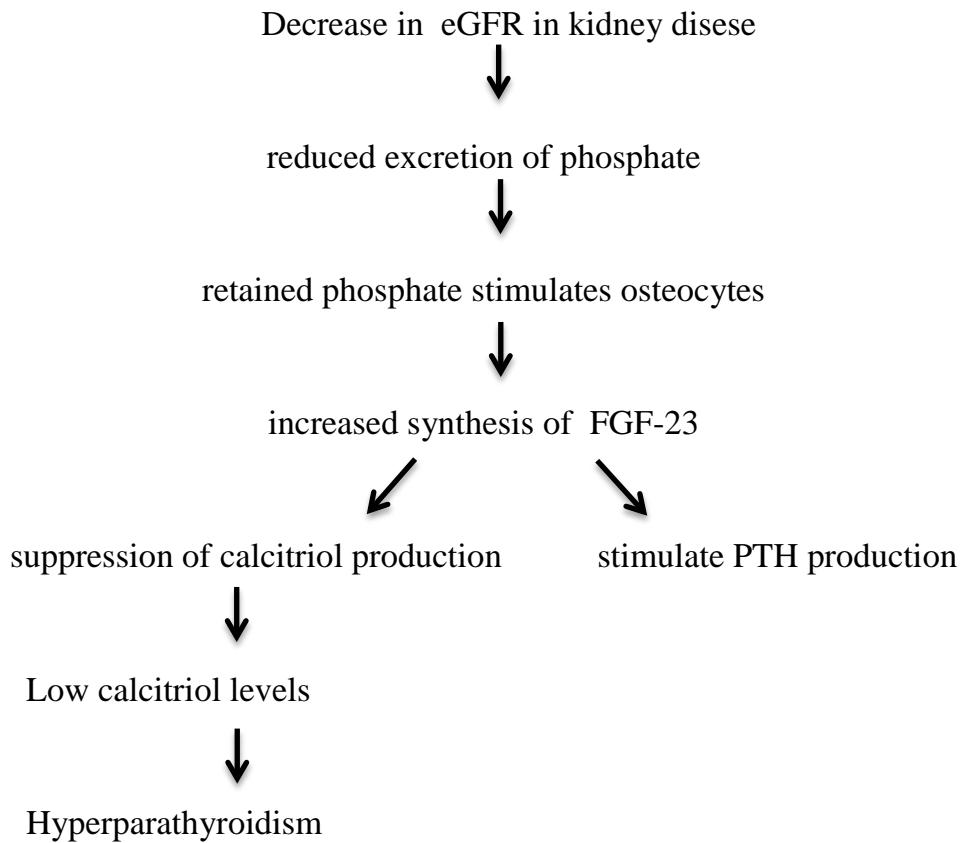 Decrease in eGFR in kidney disese
reduced excretion of phosphate
retained phosphate stimulates osteocytes
increased synthesis of FGF-23
suppression of calcitriol production
stimulate PTH production
Low calcitriol levels
Hyperparathyroidism